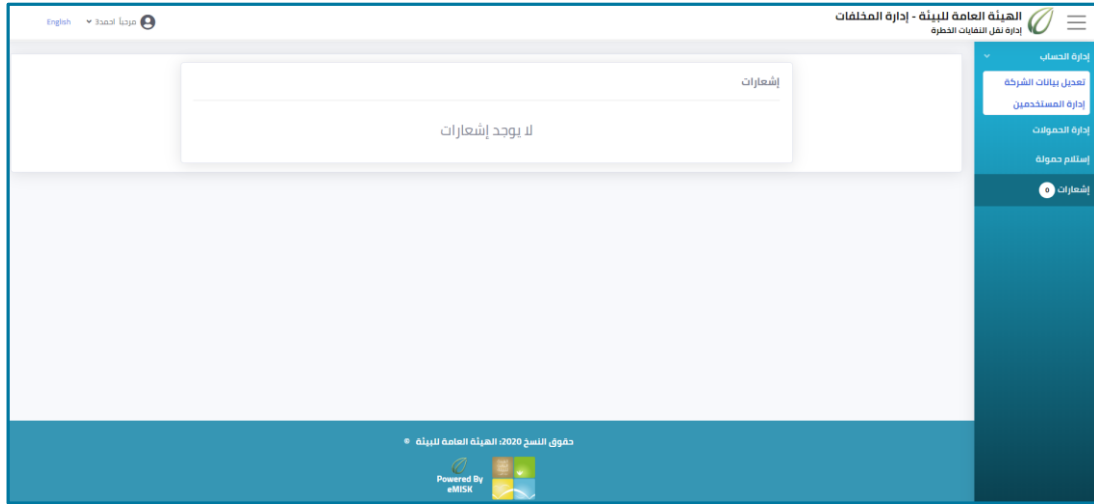 الهيئة العامة للبيئة - إدارة المخلفات
إدارة نقل النفايات الخطرة
مرحباً احمد3
English
إدارة الحساب
تعديل بيانات الشركة
إدارة المستخدمين
إدارة الحمولات
إستلام حمولة
إشعارات 0
إشعارات
لا يوجد إشعارات
حقوق النسخ 2020؛ الهيئة العامة للبيئة ©
Powered By
eMISK